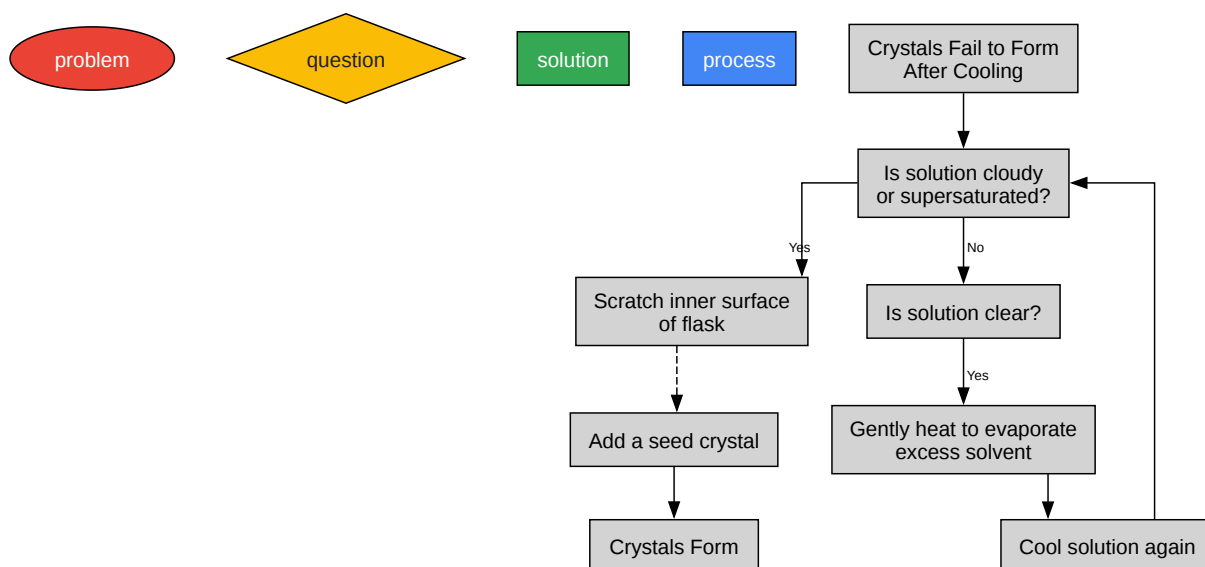 problem
question
solution
process
Crystals Fail to Form
After Cooling
Is solution cloudy
or supersaturated?
Yes
No
Scratch inner surface
of flask
Is solution clear?
Yes
Add a seed crystal
Gently heat to evaporate
excess solvent
Crystals Form
Cool solution again